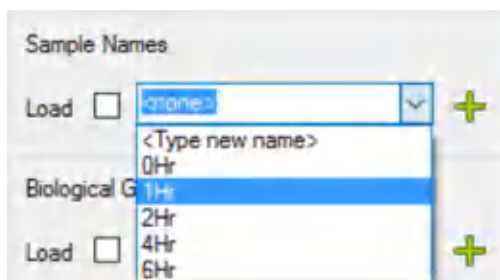 Sample Names
Load <none>
<Type new name>
0Hr
Biological G
1Hr
2Hr
Load
4Hr
6Hr